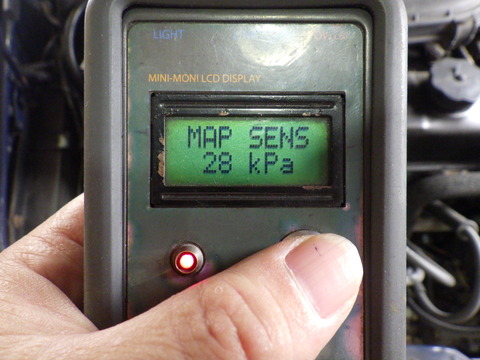 LIGHT
MINI-MONI LCD DISPLAY
MAP SENS
28 kPa